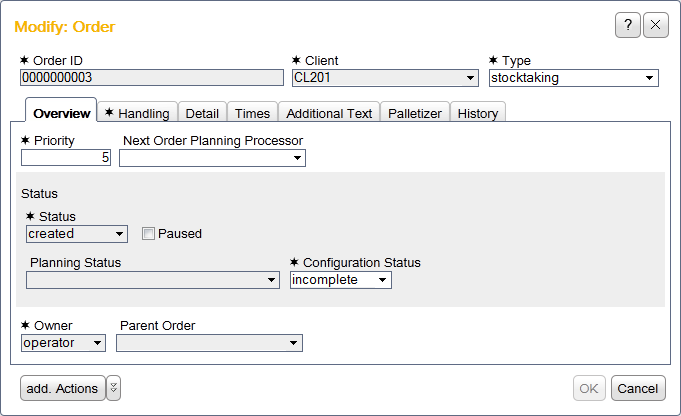 Modify: Order
?
✶ Order ID ✶ Client ✶ Type
0000000003 CL201 stocktaking
Overview ✶ Handling Detail Times Additional Text Palletizer History
✶ Priority Next Order Planning Processor
5
Status
✶ Status
created Paused
Planning Status ✶ Configuration Status
incomplete
✶ Owner Parent Order
operator
add. Actions OK Cancel